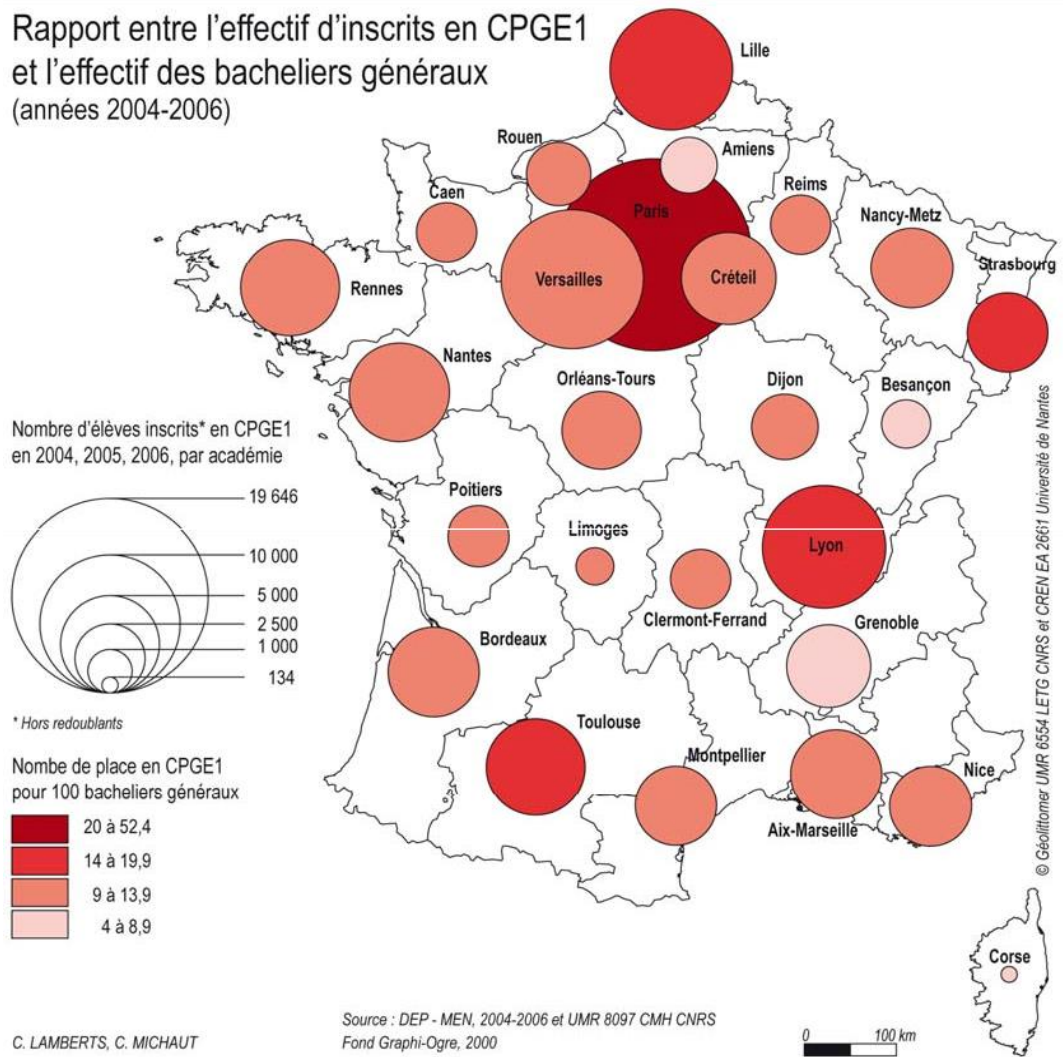 Rapport entre l'effectif d'inscrits en CPGE1
et l'effectif des bacheliers généraux
(années 2004-2006)
Lille
Rouen
Amiens
Caen
Paris
Reims
Nancy-Metz
Strasbourg
Versailles
Créteil
Rennes
Nantes
Orléans-Tours
Dijon
Besançon
Nombre d'élèves inscrits* en CPGE1
en 2004, 2005, 2006, par académie
19 646
10 000
5 000
2 500
1 000
134
* Hors redoublants
Poitiers
Limoges
Lyon
Clermont-Ferrand
Grenoble
Bordeaux
Toulouse
Montpellier
Nice
Aix-Marseille
Nombe de place en CPGE1
pour 100 bacheliers généraux
20 à 52,4
14 à 19,9
9 à 13,9
4 à 8,9
Corse
© Géolittomer UMR 6554 LETG CNRS et CREN EA 2661 Université de Nantes
C. LAMBERTS, C. MICHAUT
Source : DEP - MEN, 2004-2006 et UMR 8097 CMH CNRS
Fond Graphi-Ogre, 2000
0 100 km